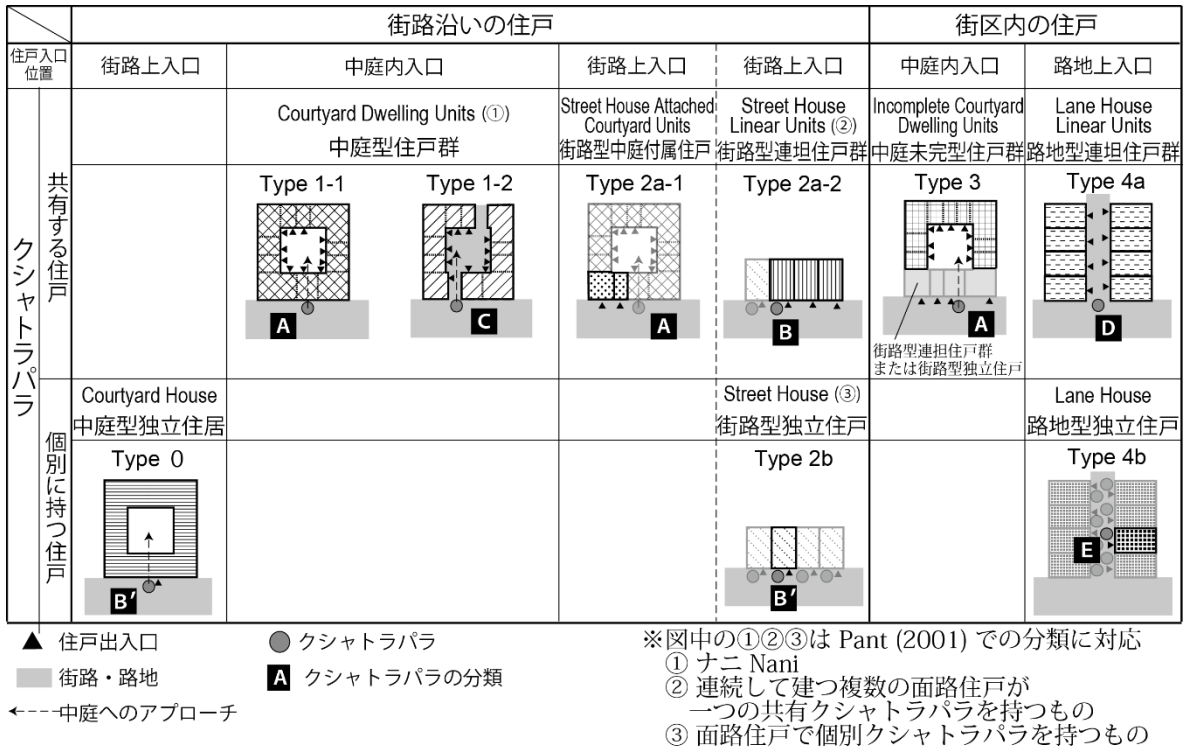 街路沿いの住戸
街区内の住戸
住戸入口
位置
街路上入口
中庭内入口
街路上入口
街路上入口
中庭内入口
路地上入口
クシャトラパラ
共有する住戸
Courtyard Dwelling Units (①)
中庭型住戸群
Street House Attached
Courtyard Units
街路型中庭付属住戸
Street House
Linear Units (②)
街路型連坦住戸群
Incomplete Courtyard
Dwelling Units
中庭未完型住戸群
Lane House
Linear Units
路地型連坦住戸群
Type 1-1
A
Type 1-2
C
Type 2a-1
A
Type 2a-2
B
Type 3
A
街路型連担住戸群
または街路型独立住戸
Type 4a
D
個別に持つ住戸
Courtyard House
中庭型独立住居
Type 0
B′
Street House (③)
街路型独立住戸
Type 2b
B′
Lane House
路地型独立住戸
Type 4b
E
▲ 住戸出入口
クシャトラパラ
街路・路地
A クシャトラパラの分類
中庭へのアプローチ
※図中の①②③は Pant (2001) での分類に対応
① ナニ Nani
② 連続して建つ複数の面路住戸が
一つの共有クシャトラパラを持つもの
③ 面路住戸で個別クシャトラパラを持つもの